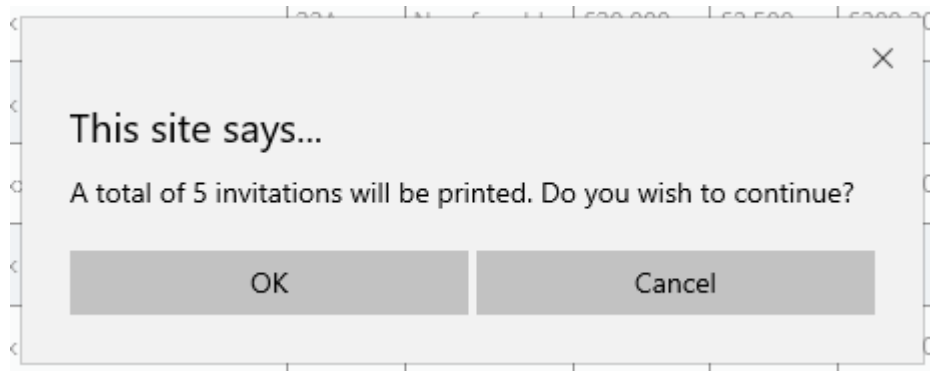 This site says...
A total of 5 invitations will be printed. Do you wish to continue?
OK
Cancel